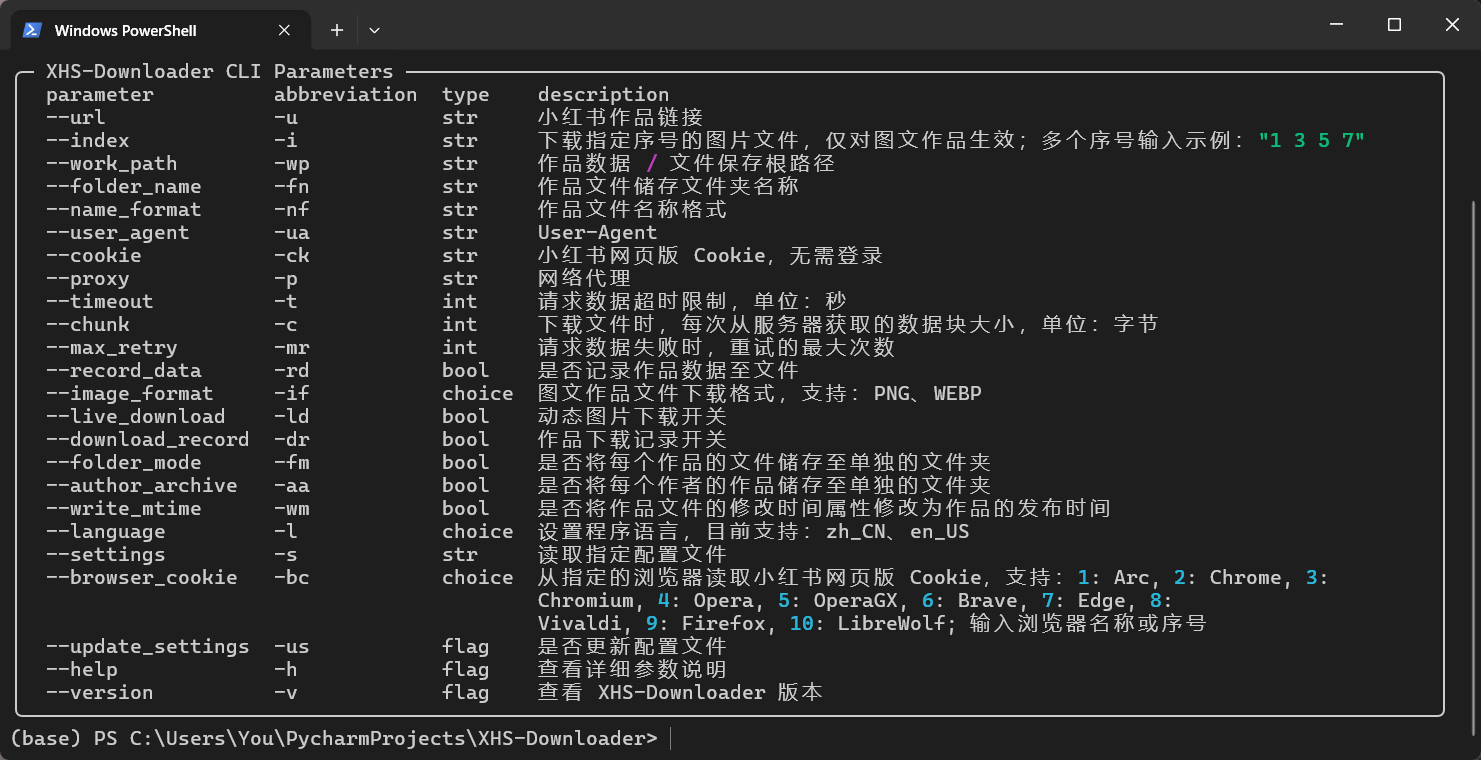 Windows PowerShell
XHS-Downloader CLI Parameters
parameter abbreviation type description
--url -u str 小红书作品链接
--index -i str 下载指定序号的图片文件，仅对图文作品生效；多个序号输入示例："1 3 5 7"
--work_path -wp str 作品数据 / 文件保存根路径
--folder_name -fn str 作品文件储存文件夹名称
--name_format -nf str 作品文件名称格式
--user_agent -ua str User-Agent
--cookie -ck str 小红书网页版 Cookie，无需登录
--proxy -p str 网络代理
--timeout -t int 请求数据超时限制，单位：秒
--chunk -c int 下载文件时，每次从服务器获取的数据块大小，单位：字节
--max_retry -mr int 请求数据失败时，重试的最大次数
--record_data -rd bool 是否记录作品数据至文件
--image_format -if choice 图文作品文件下载格式，支持：PNG、WEBP
--live_download -ld bool 动态图片下载开关
--download_record -dr bool 作品下载记录开关
--folder_mode -fm bool 是否将每个作品的文件储存至单独的文件夹
--author_archive -aa bool 是否将每个作者的作品储存至单独的文件夹
--write_mtime -wm bool 是否将作品文件的修改时间属性修改为作品的发布时间
--language -l choice 设置程序语言，目前支持：zh_CN、en_US
--settings -s str 读取指定配置文件
--browser_cookie -bc choice 从指定的浏览器读取小红书网页版 Cookie，支持：1: Arc, 2: Chrome, 3:
Chromium, 4: Opera, 5: OperaGX, 6: Brave, 7: Edge, 8:
Vivaldi, 9: Firefox, 10: LibreWolf; 输入浏览器名称或序号
--update_settings -us flag 是否更新配置文件
--help -h flag 查看详细参数说明
--version -v flag 查看 XHS-Downloader 版本
(base) PS C:\Users\You\PycharmProjects\XHS-Downloader>